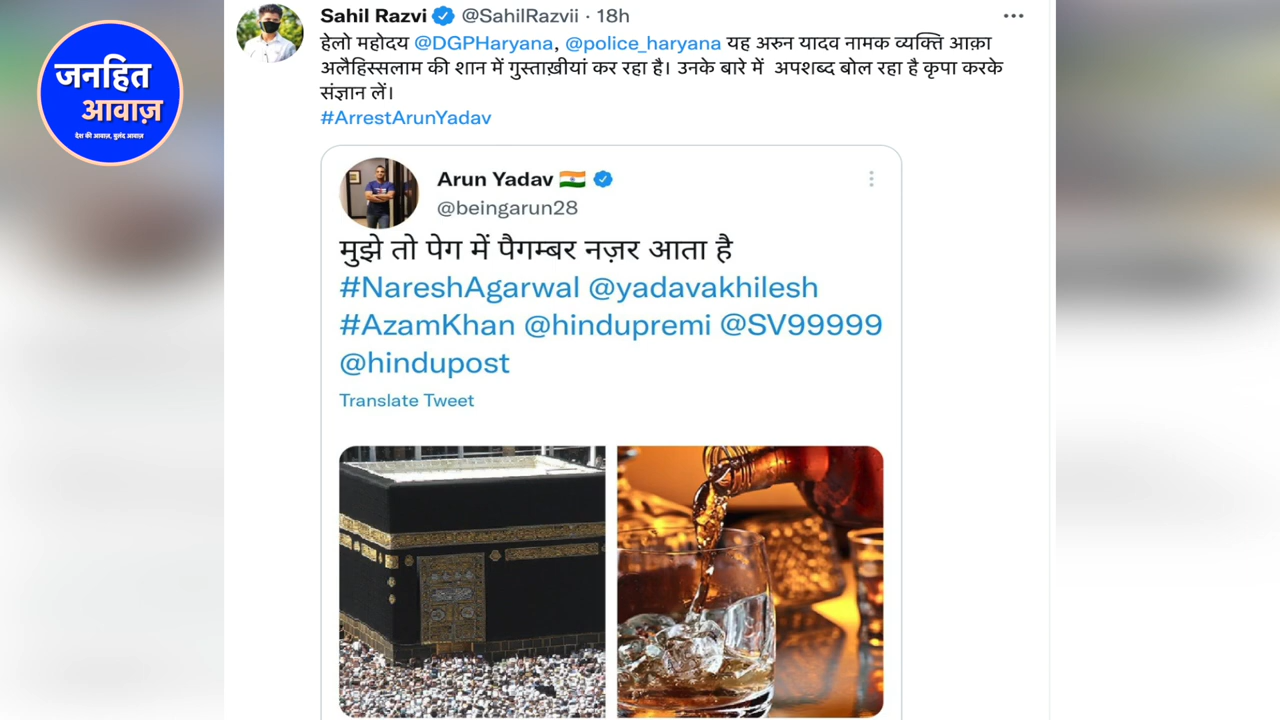 जनहित
आवाज़
देश की आवाज़, बुलंद आवाज़
Sahil Razvi @SahilRazvii · 18h
हेलो महोदय @DGPHaryana, @police_haryana यह अरुन यादव नामक व्यक्ति आक़ा
अलैहिस्सलाम की शान में गुस्ताख़ीयां कर रहा है। उनके बारे में अपशब्द बोल रहा है कृपा करके
संज्ञान लें।
#ArrestArunYadav
Arun Yadav 🇮🇳
@beingarun28
मुझे तो पेग में पैगम्बर नज़र आता है
#NareshAgarwal @yadavakhilesh
#AzamKhan @hindupremi @SV99999
@hindupost
Translate Tweet